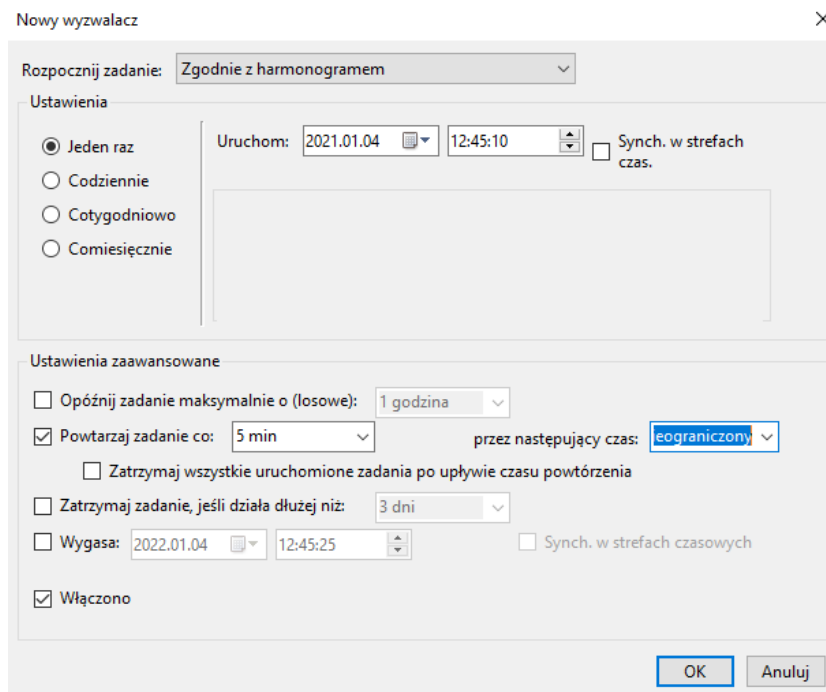 Nowy wyzwalacz
Rozpocznij zadanie: Zgodnie z harmonogramem
Ustawienia
Jeden raz
Codziennie
Cotygodniowo
Comiesięcznie
Uruchom: 2021.01.04 12:45:10 Synch. w strefach
czas.
Ustawienia zaawansowane
Opóźnij zadanie maksymalnie o (losowe): 1 godzina
Powtarzaj zadanie co: 5 min przez następujący czas: ieograniczony
Zatrzymaj wszystkie uruchomione zadania po upływie czasu powtórzenia
Zatrzymaj zadanie, jeśli działa dłużej niż: 3 dni
Wygasa: 2022.01.04 12:45:25 Synch. w strefach czasowych
Włączono
OK Anuluj